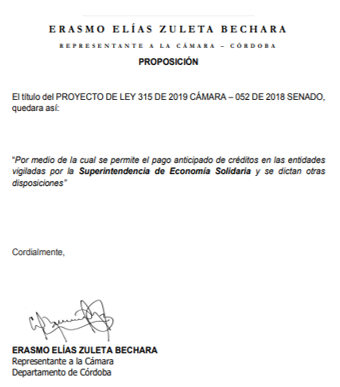 ERASMO ELÍAS ZULETA BECHARA
REPRESENTANTE A LA CÁMARA – CÓRDOBA
PROPOSICIÓN
El título del PROYECTO DE LEY 315 DE 2019 CÁMARA – 052 DE 2018 SENADO,
quedara así:
“Por medio de la cual se permite el pago anticipado de créditos en las entidades
vigiladas por la Superintendencia de Economía Solidaria y se dictan otras
disposiciones”
Cordialmente,
ERASMO ELÍAS ZULETA BECHARA
Representante a la Cámara
Departamento de Córdoba